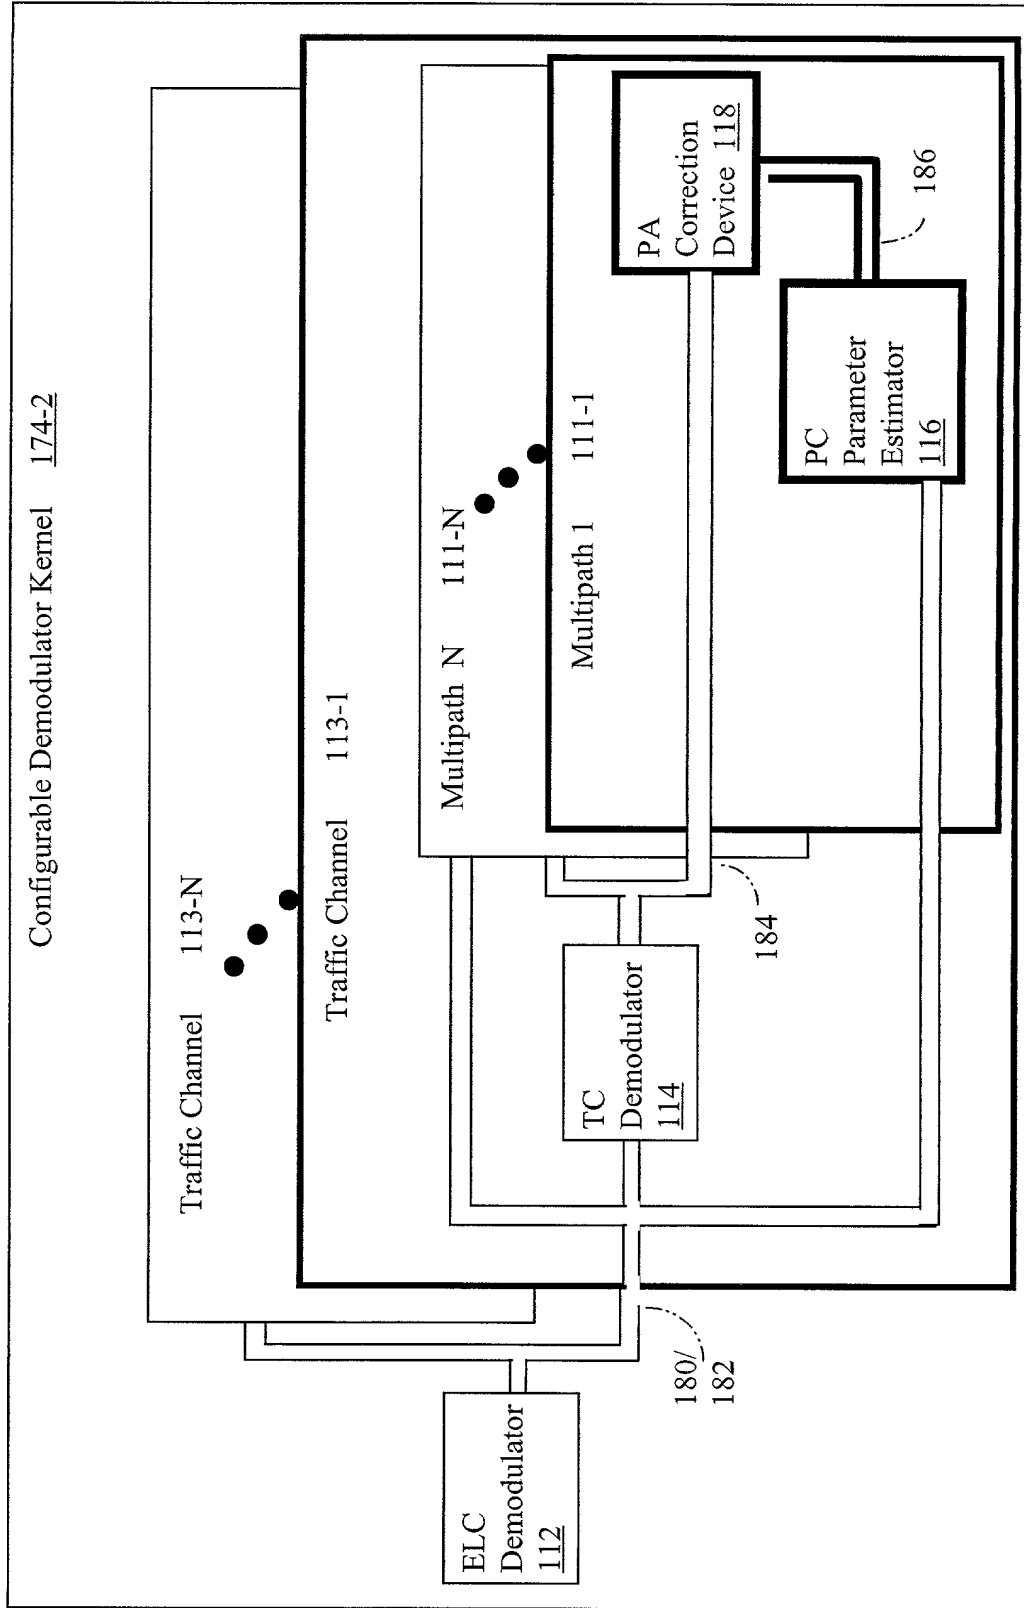 Configurable Demodulator Kernel 174-2
Traffic Channel 113-N
Traffic Channel 113-1
Multipath N 111-N
Multipath 1 111-1
PA
Correction
Device 118
186
PC
Parameter
Estimator
116
184
TC
Demodulator
114
180/
182
ELC
Demodulator
112